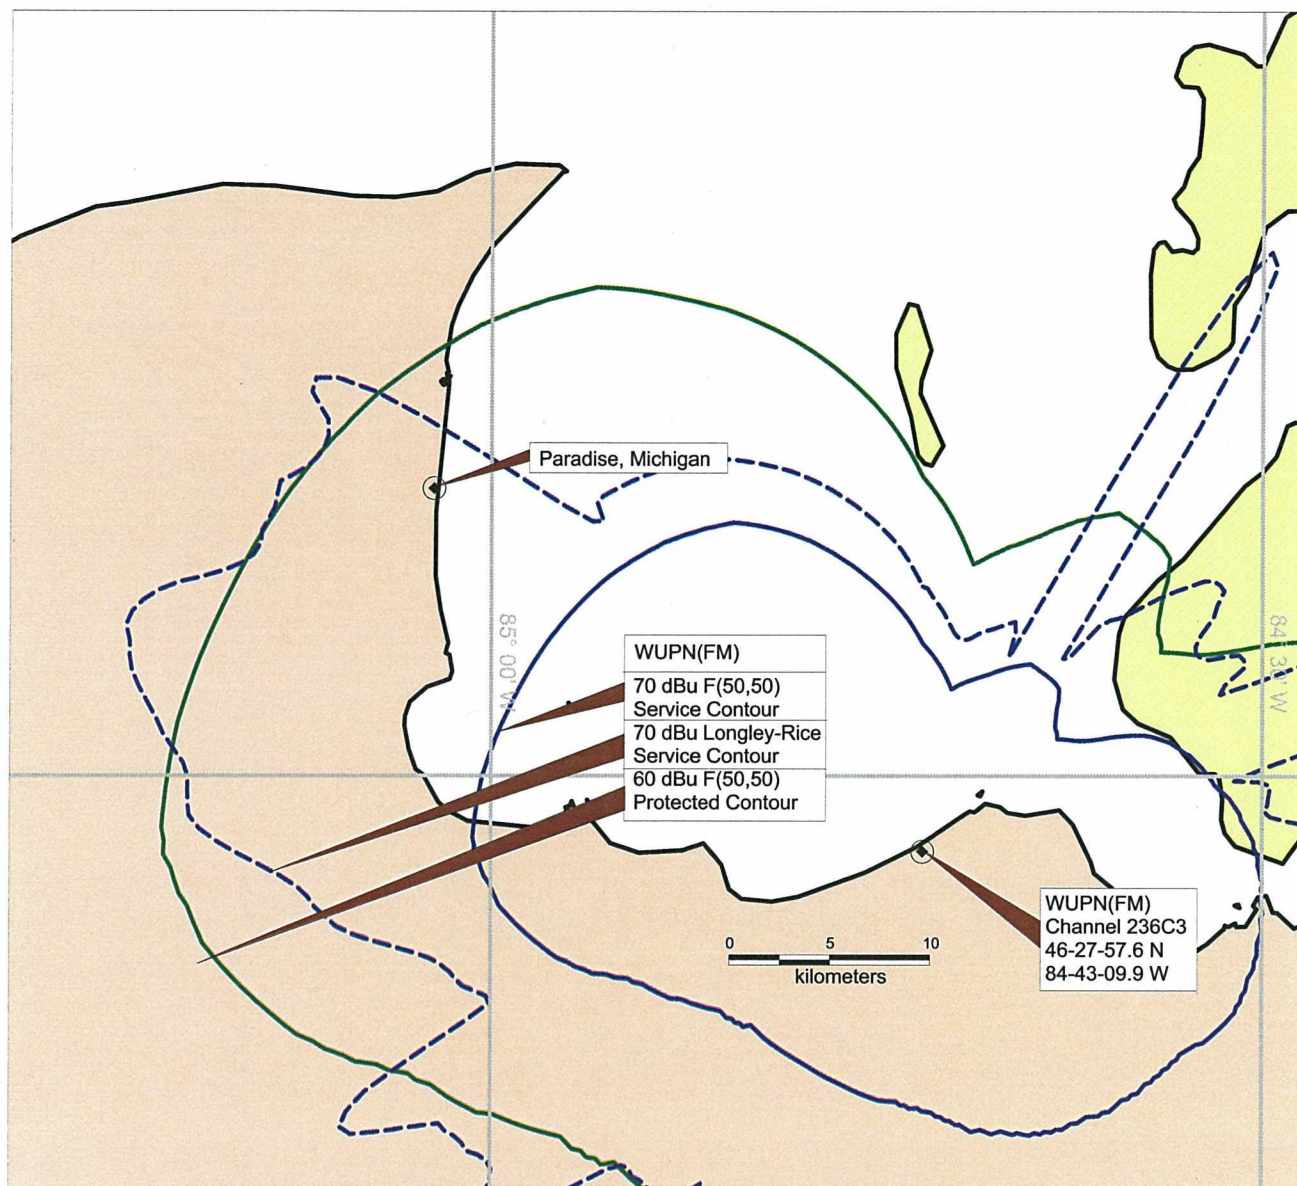 Paradise, Michigan
85° 00' W
84° 30' W
WUPN(FM)
70 dBu F(50,50)
Service Contour
70 dBu Longley-Rice
Service Contour
60 dBu F(50,50)
Protected Contour
WUPN(FM)
Channel 236C3
46-27-57.6 N
84-43-09.9 W
0 5 10
kilometers